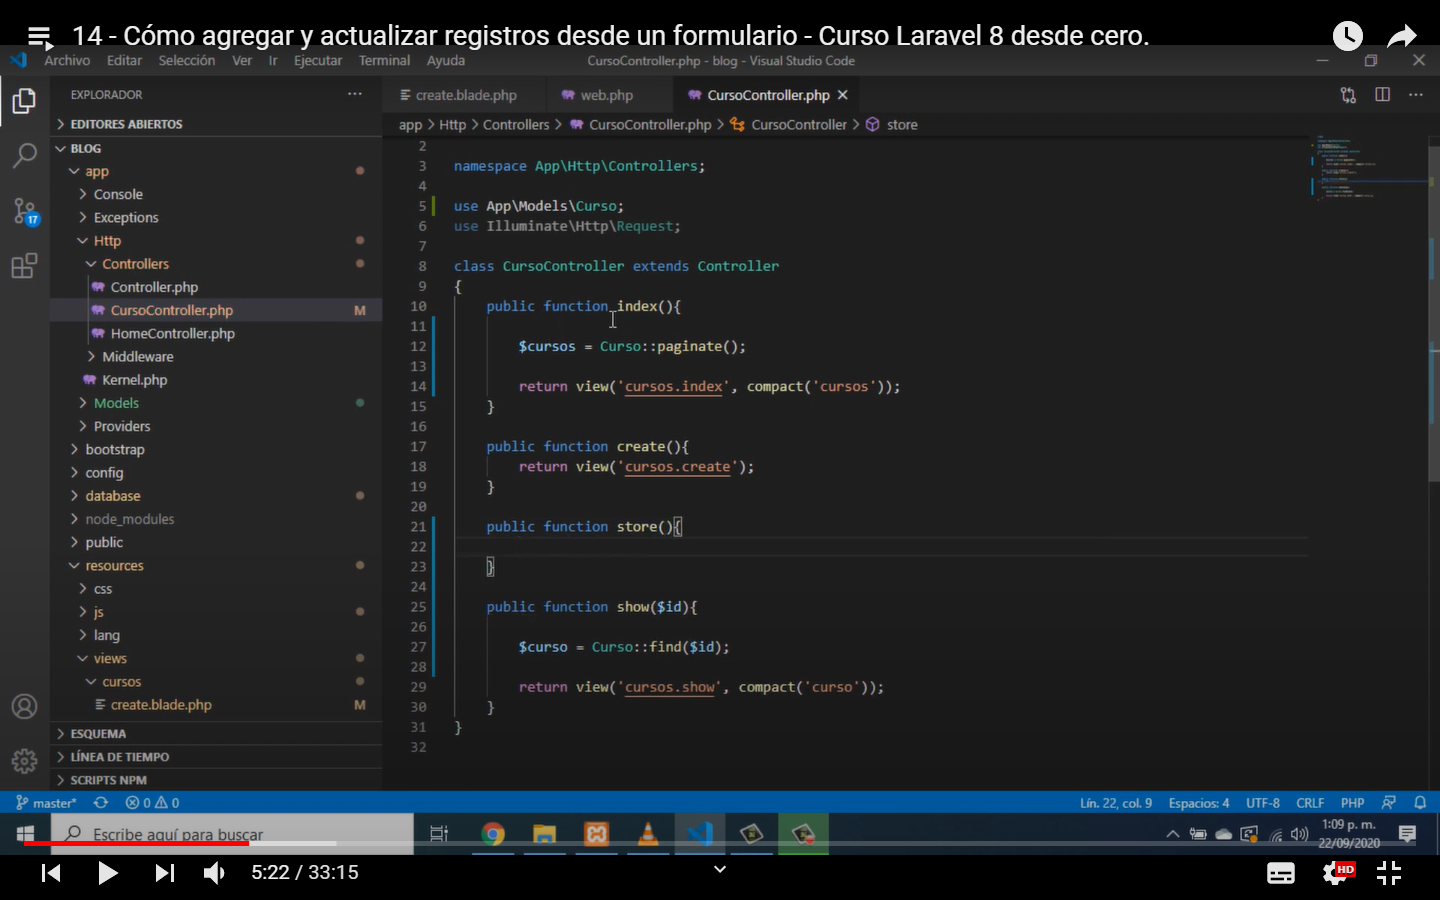 14 - Cómo agregar y actualizar registros desde un formulario - Curso Laravel 8 desde cero.
Archivo Editar Selección Ver Ir Ejecutar Terminal Ayuda CursoController.php - blog - Visual Studio Code
EXPLORADOR
create.blade.php web.php CursoController.php
EDITORES ABIERTOS
app > Http > Controllers > CursoController.php > CursoController > store
BLOG
app
Console
Exceptions
Http
Controllers
Controller.php
CursoController.php M
HomeController.php
Middleware
Kernel.php
Models
Providers
bootstrap
config
database
node_modules
public
resources
css
js
lang
views
cursos
create.blade.php M
ESQUEMA
LÍNEA DE TIEMPO
SCRIPTS NPM
17
2
3 namespace App\Http\Controllers;
4
5 use App\Models\Curso;
6 use Illuminate\Http\Request;
7
8 class CursoController extends Controller
9 {
10 public function index(){
11
12 $cursos = Curso::paginate();
13
14 return view('cursos.index', compact('cursos'));
15 }
16
17 public function create(){
18 return view('cursos.create');
19 }
20
21 public function store(){
22
23 }
24
25 public function show($id){
26
27 $curso = Curso::find($id);
28
29 return view('cursos.show', compact('curso'));
30 }
31 }
32
master* 0 0 Lín. 22, col. 9 Espacios: 4 UTF-8 CRLF PHP
Escribe aquí para buscar
1:09 p. m.
22/09/2020
5:22 / 33:15
HD